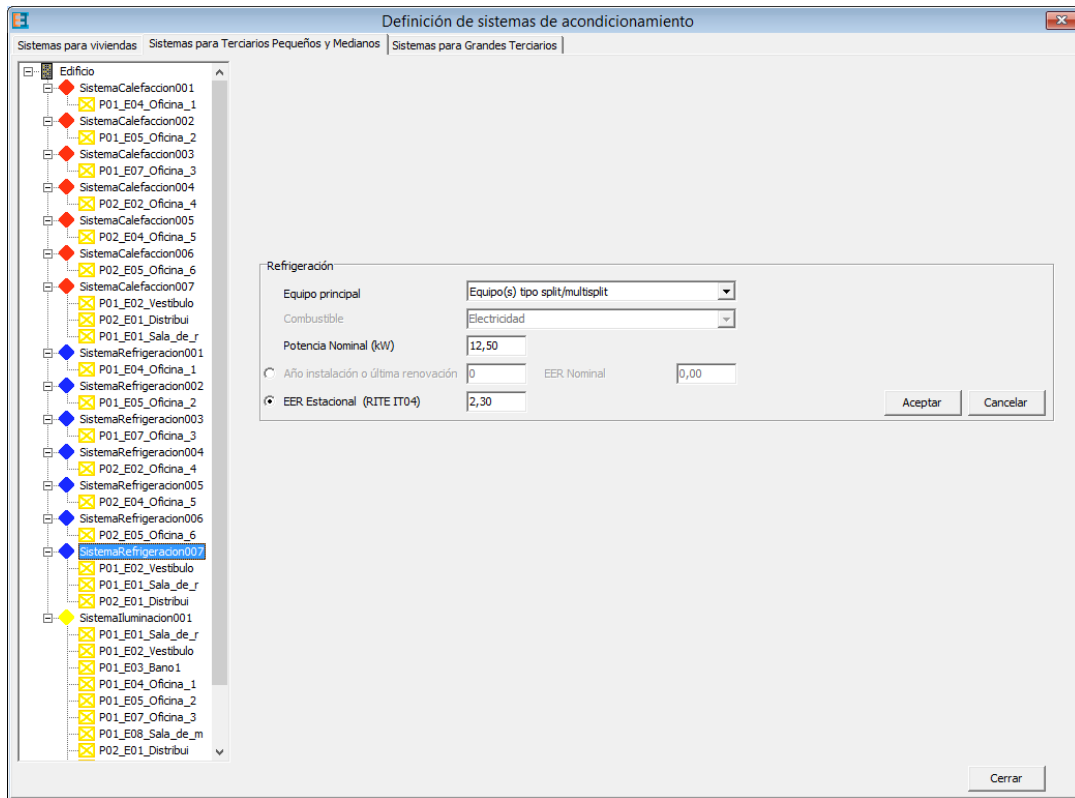 Definición de sistemas de acondicionamiento
Sistemas para viviendas Sistemas para Terciarios Pequeños y Medianos Sistemas para Grandes Terciarios
Edificio
SistemaCalefaccion001
P01_E04_Oficina_1
SistemaCalefaccion002
P01_E05_Oficina_2
SistemaCalefaccion003
P01_E07_Oficina_3
SistemaCalefaccion004
P02_E02_Oficina_4
SistemaCalefaccion005
P02_E04_Oficina_5
SistemaCalefaccion006
P02_E05_Oficina_6
SistemaCalefaccion007
P01_E02_Vestibulo
P02_E01_Distribui
P01_E01_Sala_de_r
SistemaRefrigeracion001
P01_E04_Oficina_1
SistemaRefrigeracion002
P01_E05_Oficina_2
SistemaRefrigeracion003
P01_E07_Oficina_3
SistemaRefrigeracion004
P02_E02_Oficina_4
SistemaRefrigeracion005
P02_E04_Oficina_5
SistemaRefrigeracion006
P02_E05_Oficina_6
SistemaRefrigeracion007
P01_E02_Vestibulo
P01_E01_Sala_de_r
P02_E01_Distribui
SistemaIluminacion001
P01_E01_Sala_de_r
P01_E02_Vestibulo
P01_E03_Bano1
P01_E04_Oficina_1
P01_E05_Oficina_2
P01_E07_Oficina_3
P01_E08_Sala_de_m
P02_E01_Distribui
Refrigeración
Equipo principal Equipo(s) tipo split/multisplit
Combustible Electricidad
Potencia Nominal (kW) 12,50
Año instalación o última renovación 0 EER Nominal 0,00
EER Estacional (RITE IT04) 2,30
Aceptar Cancelar
Cerrar